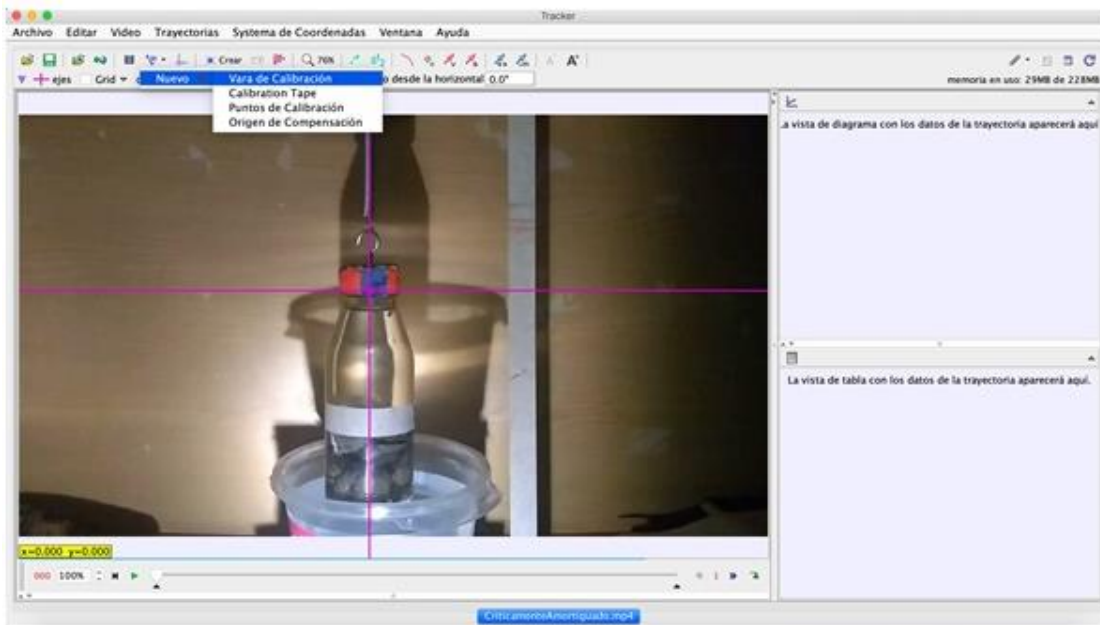 Tracker
Archivo Editar Video Trayectorias Systema de Coordenadas Ventana Ayuda
Crear 76% A A
ejes Grid Nuevo Vara de Calibración o desde la horizontal 0.0° memoria en uso: 29MB de 228MB
Calibration Tape
Puntos de Calibración
Origen de Compensación
.a vista de diagrama con los datos de la trayectoria aparecerá aquí
La vista de tabla con los datos de la trayectoria aparecerá aquí.
x=0.000 y=0.000
000 100% 1
CriticamenteAmortiguado.mp4